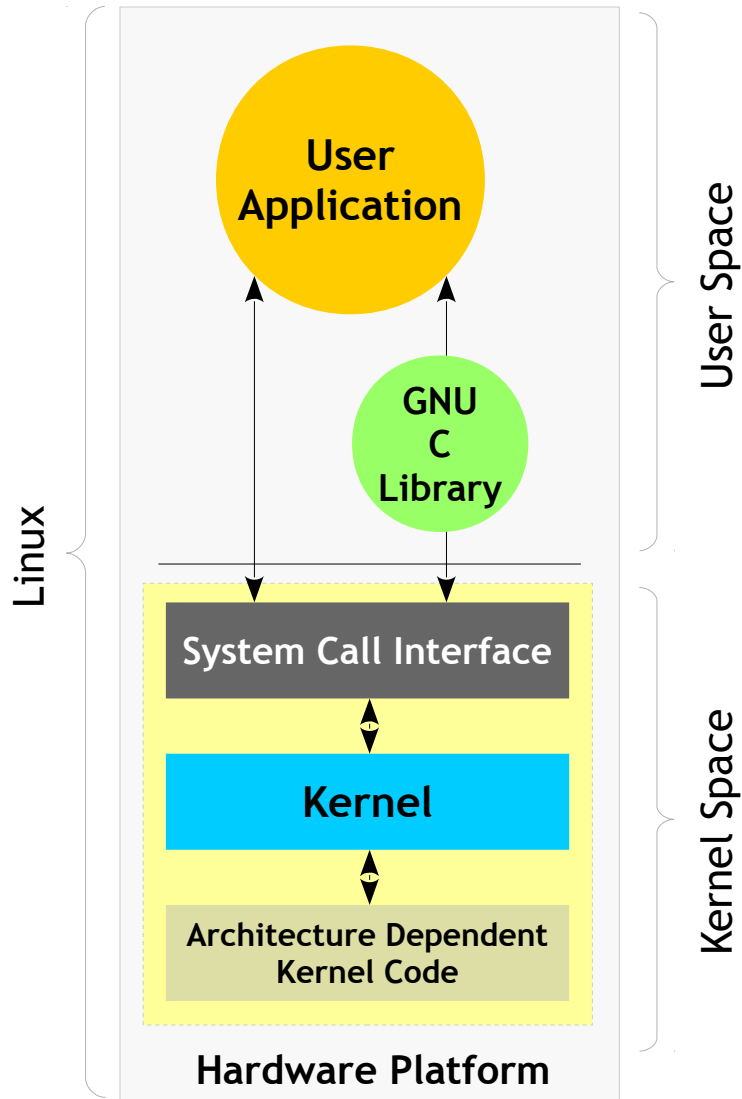 User
Application
GNU
C
Library
User Space
Linux
System Call Interface
Kernel
Architecture Dependent
Kernel Code
Kernel Space
Hardware Platform